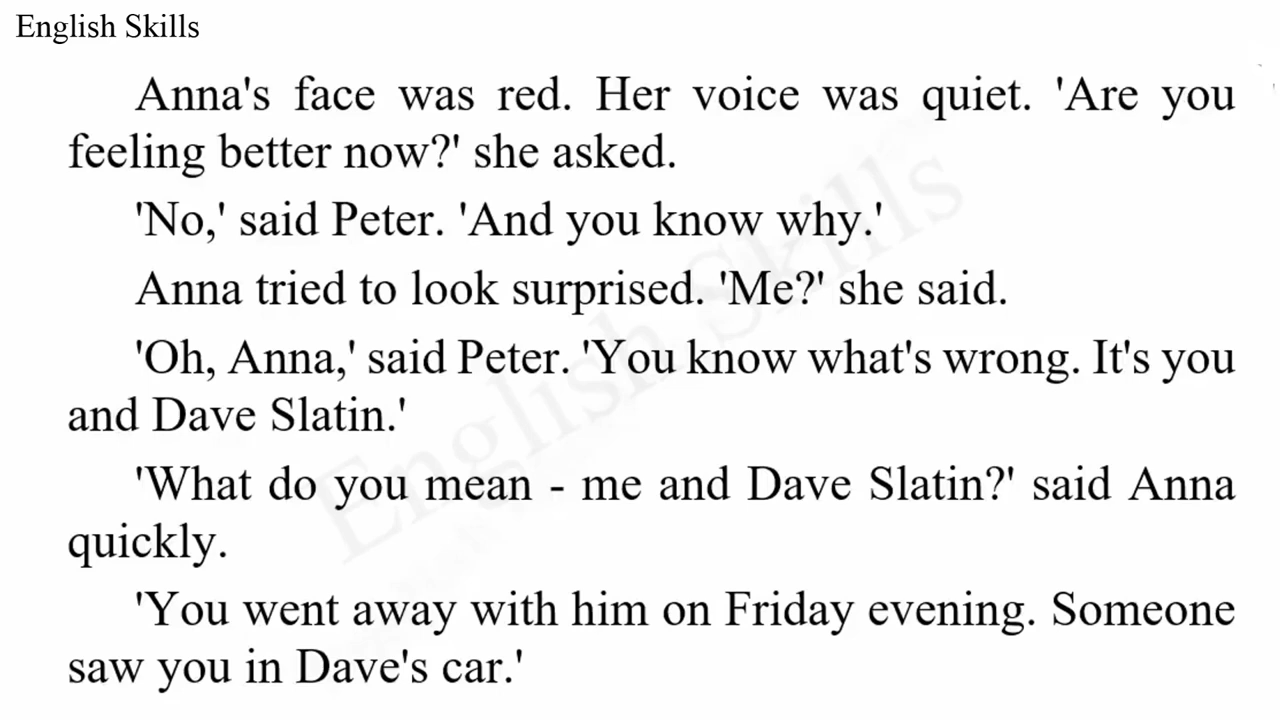 English Skills
Anna's face was red. Her voice was quiet. 'Are you
feeling better now?' she asked.
'No,' said Peter. 'And you know why.'
Anna tried to look surprised. 'Me?' she said.
'Oh, Anna,' said Peter. 'You know what's wrong. It's you
and Dave Slatin.'
'What do you mean - me and Dave Slatin?' said Anna
quickly.
'You went away with him on Friday evening. Someone
saw you in Dave's car.'
English Skills